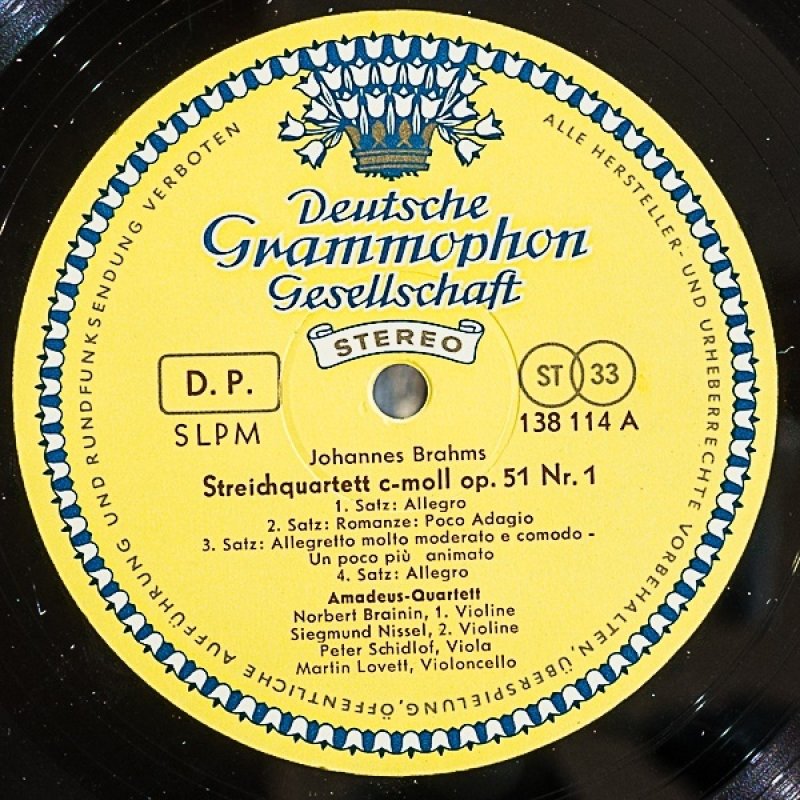 Deutsche
Grammophon
Gesellschaft
STEREO
D. P.
SLPM
ST 33
138 114 A
Johannes Brahms
Streichquartett c-moll op. 51 Nr. 1
1. Satz: Allegro
2. Satz: Romanze: Poco Adagio
3. Satz: Allegretto molto moderato e comodo -
Un poco più animato
4. Satz: Allegro
Amadeus-Quartett
Norbert Brainin, 1. Violine
Siegmund Nissel, 2. Violine
Peter Schidlof, Viola
Martin Lovett, Violoncello
ALLE HERSTELLER- UND URHEBERRECHTE VORBEHALTEN, ÜBERSPIELUNG, ÖFFENTLICHE AUFFÜHRUNG UND RUNDFUNKSENDUNG VERBOTEN